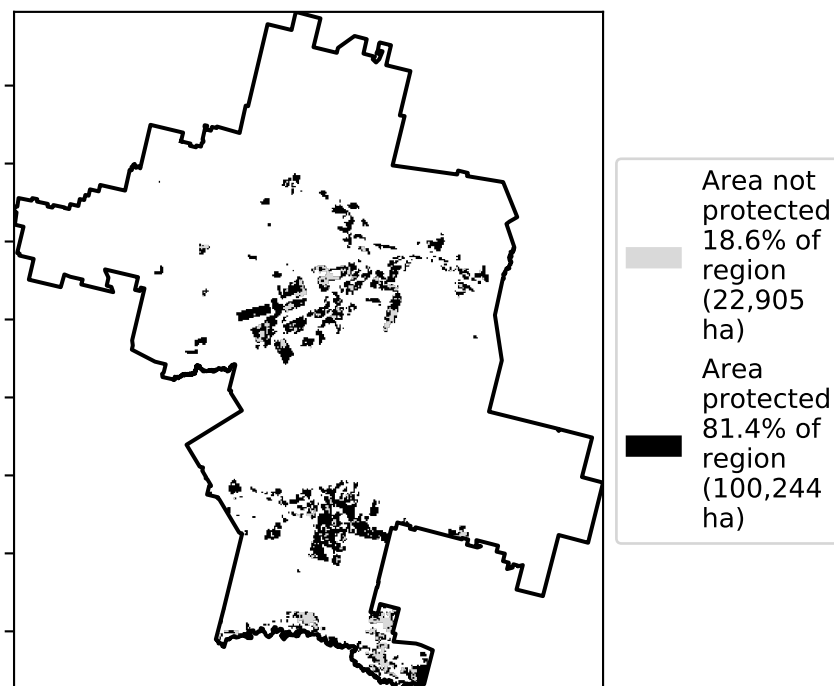 Area not
protected
18.6% of
region
(22,905
ha)
Area
protected
81.4% of
region
(100,244
ha)